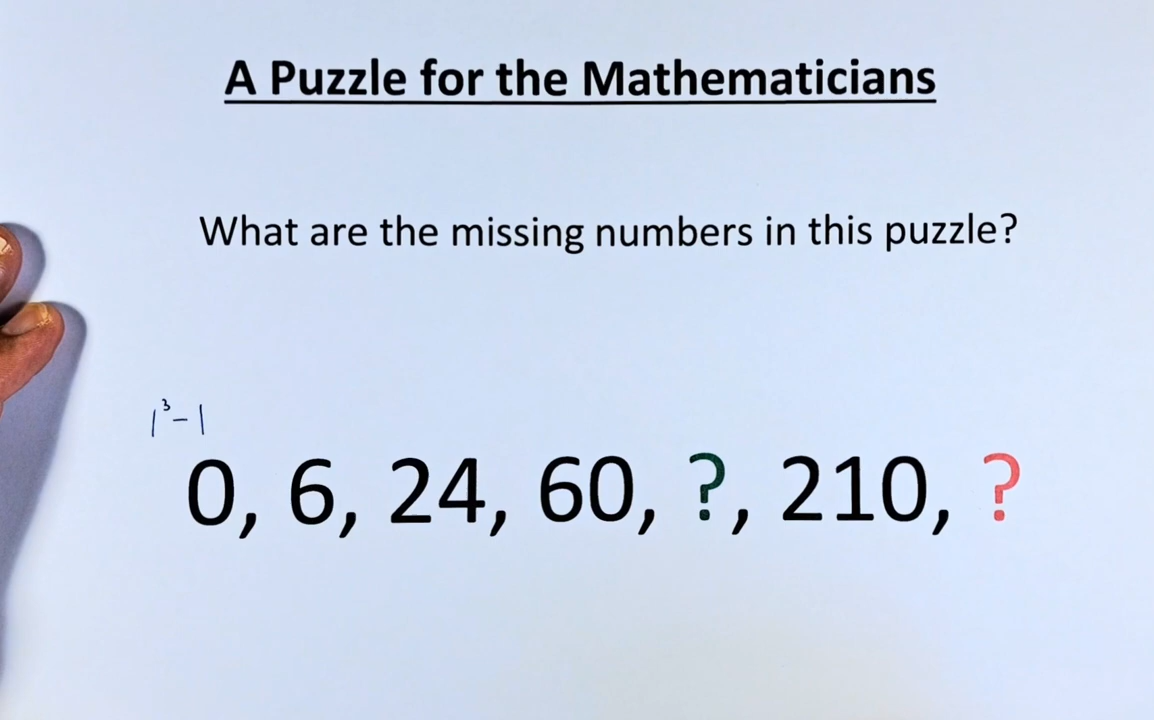 A Puzzle for the Mathematicians
What are the missing numbers in this puzzle?
1³-1
0, 6, 24, 60, ?, 210, ?